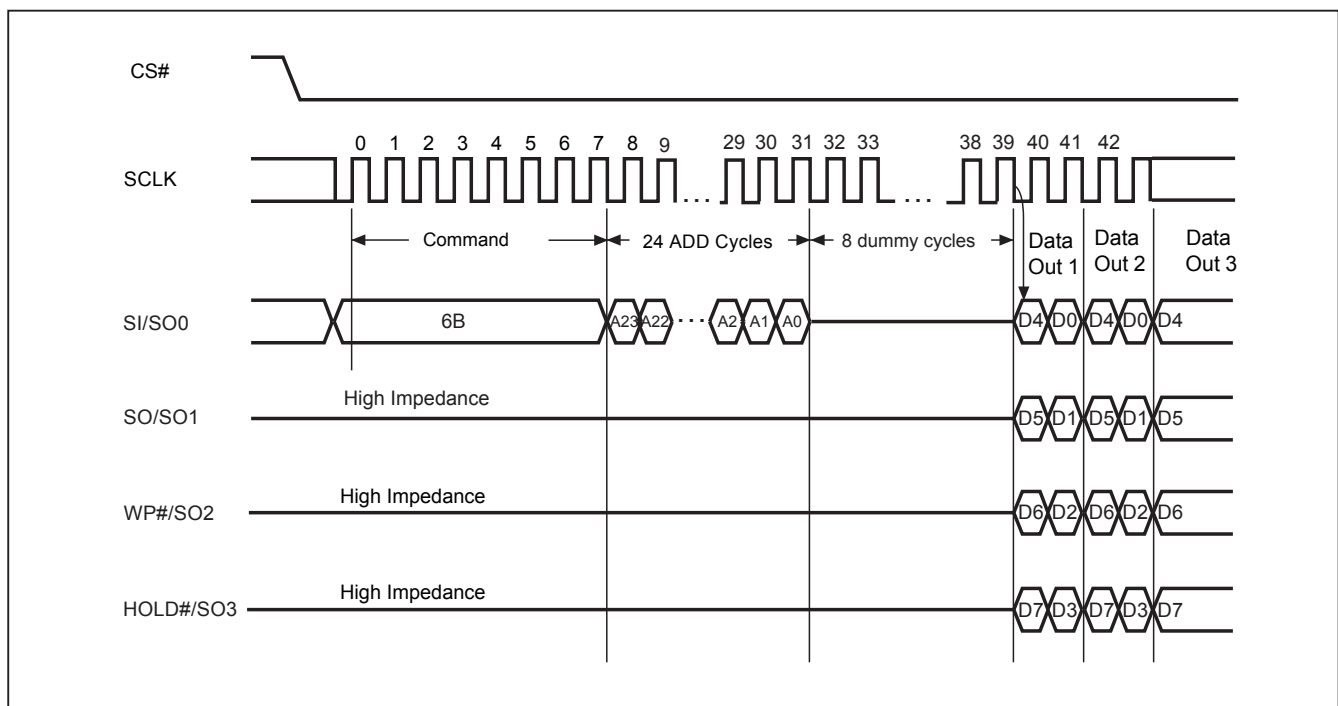 CS#
0 1 2 3 4 5 6 7 8 9 29 30 31 32 33 38 39 40 41 42
SCLK
Command 24 ADD Cycles 8 dummy cycles Data Out 1 Data Out 2 Data Out 3
SI/SO0 6B A23 A22 A2 A1 A0 D4 D0 D4 D0 D4
High Impedance
SO/SO1 D5 D1 D5 D1 D5
High Impedance
WP#/SO2 D6 D2 D6 D2 D6
High Impedance
HOLD#/SO3 D7 D3 D7 D3 D7